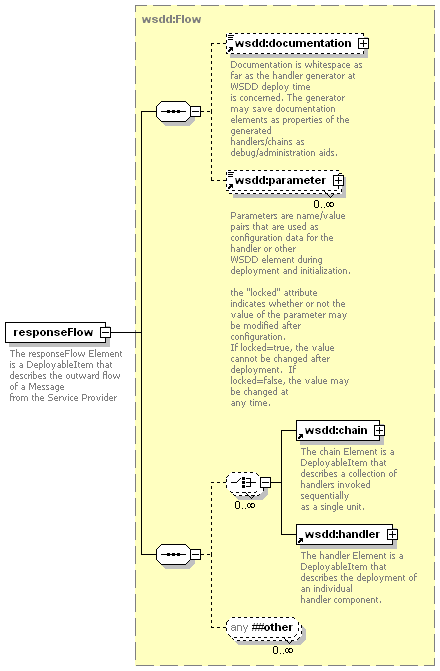 wsdd:Flow
wsdd:documentation
Documentation is whitespace as
far as the handler generator at
WSDD deploy time
is concerned. The generator
may save documentation
elements as properties of the
generated
handlers/chains as
debug/administration aids.
wsdd:parameter
0..∞
Parameters are name/value
pairs that are used as
configuration data for the
handler or other
WSDD element during
deployment and initialization.
the "locked" attribute
indicates whether or not the
value of the parameter may
be modified after
configuration.
If locked=true, the value
cannot be changed after
deployment.  If
locked=false, the value may
be changed at
any time.
responseFlow
The responseFlow Element
is a DeployableItem that
describes the outward flow
of a Message
from the Service Provider
wsdd:chain
The chain Element is a
DeployableItem that
describes a collection of
handlers invoked
sequentially
as a single unit.
0..∞
wsdd:handler
The handler Element is a
DeployableItem that
describes the deployment of
an individual
handler component.
any ##other
0..∞